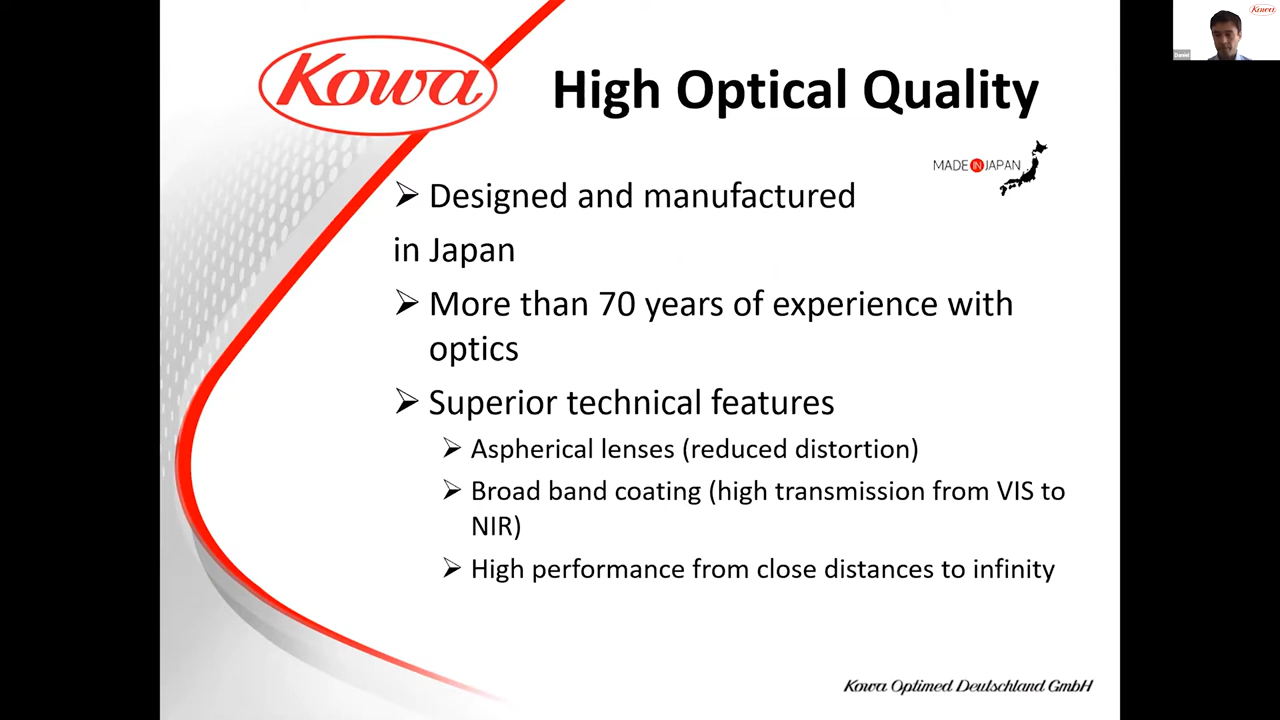 Kowa
High Optical Quality
MADE IN JAPAN
➢ Designed and manufactured
in Japan
➢ More than 70 years of experience with
optics
➢ Superior technical features
➢ Aspherical lenses (reduced distortion)
➢ Broad band coating (high transmission from VIS to
NIR)
➢ High performance from close distances to infinity
Kowa Optimed Deutschland GmbH
Kowa
Daniel